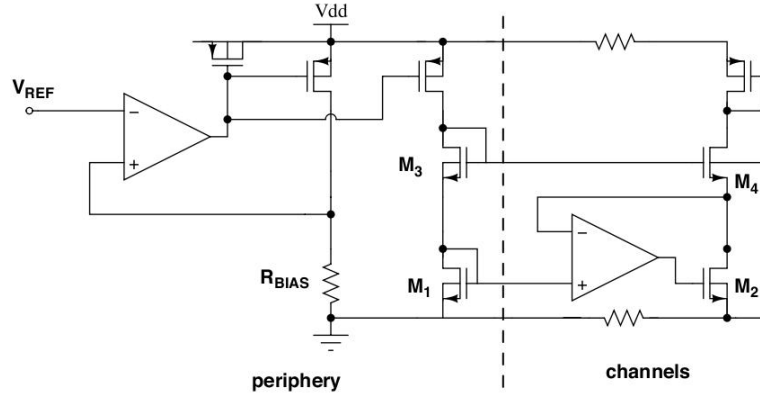 Vdd
VREF
−
+
M3
M4
−
+
RBIAS
M1
M2
periphery
channels